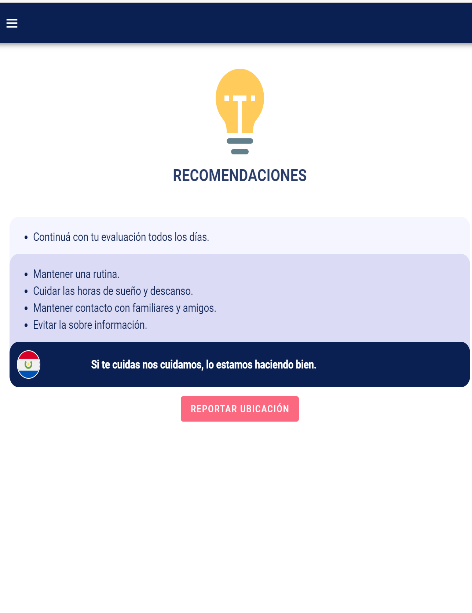 RECOMENDACIONES
Continuá con tu evaluación todos los días.
Mantener una rutina.
Cuidar las horas de sueño y descanso.
Mantener contacto con familiares y amigos.
Evitar la sobre información.
Si te cuidas nos cuidamos, lo estamos haciendo bien.
REPORTAR UBICACIÓN